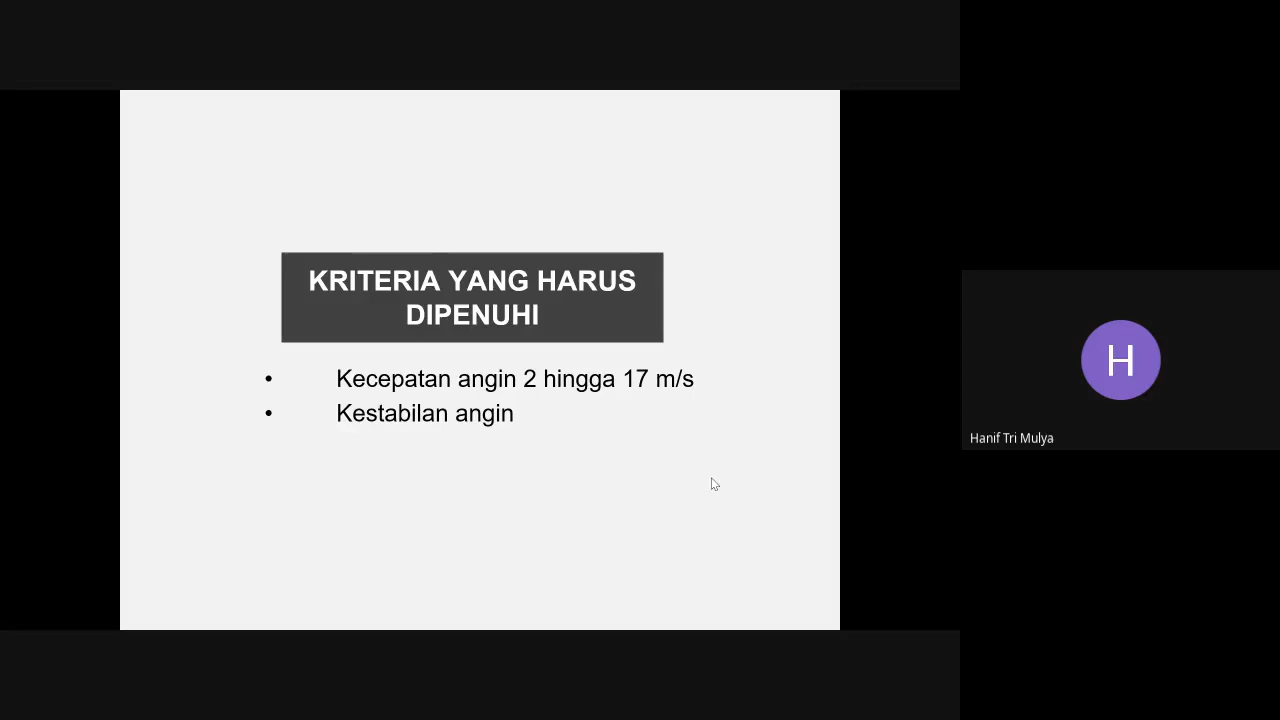 KRITERIA YANG HARUS
DIPENUHI
• Kecepatan angin 2 hingga 17 m/s
• Kestabilan angin
H
Hanif Tri Mulya